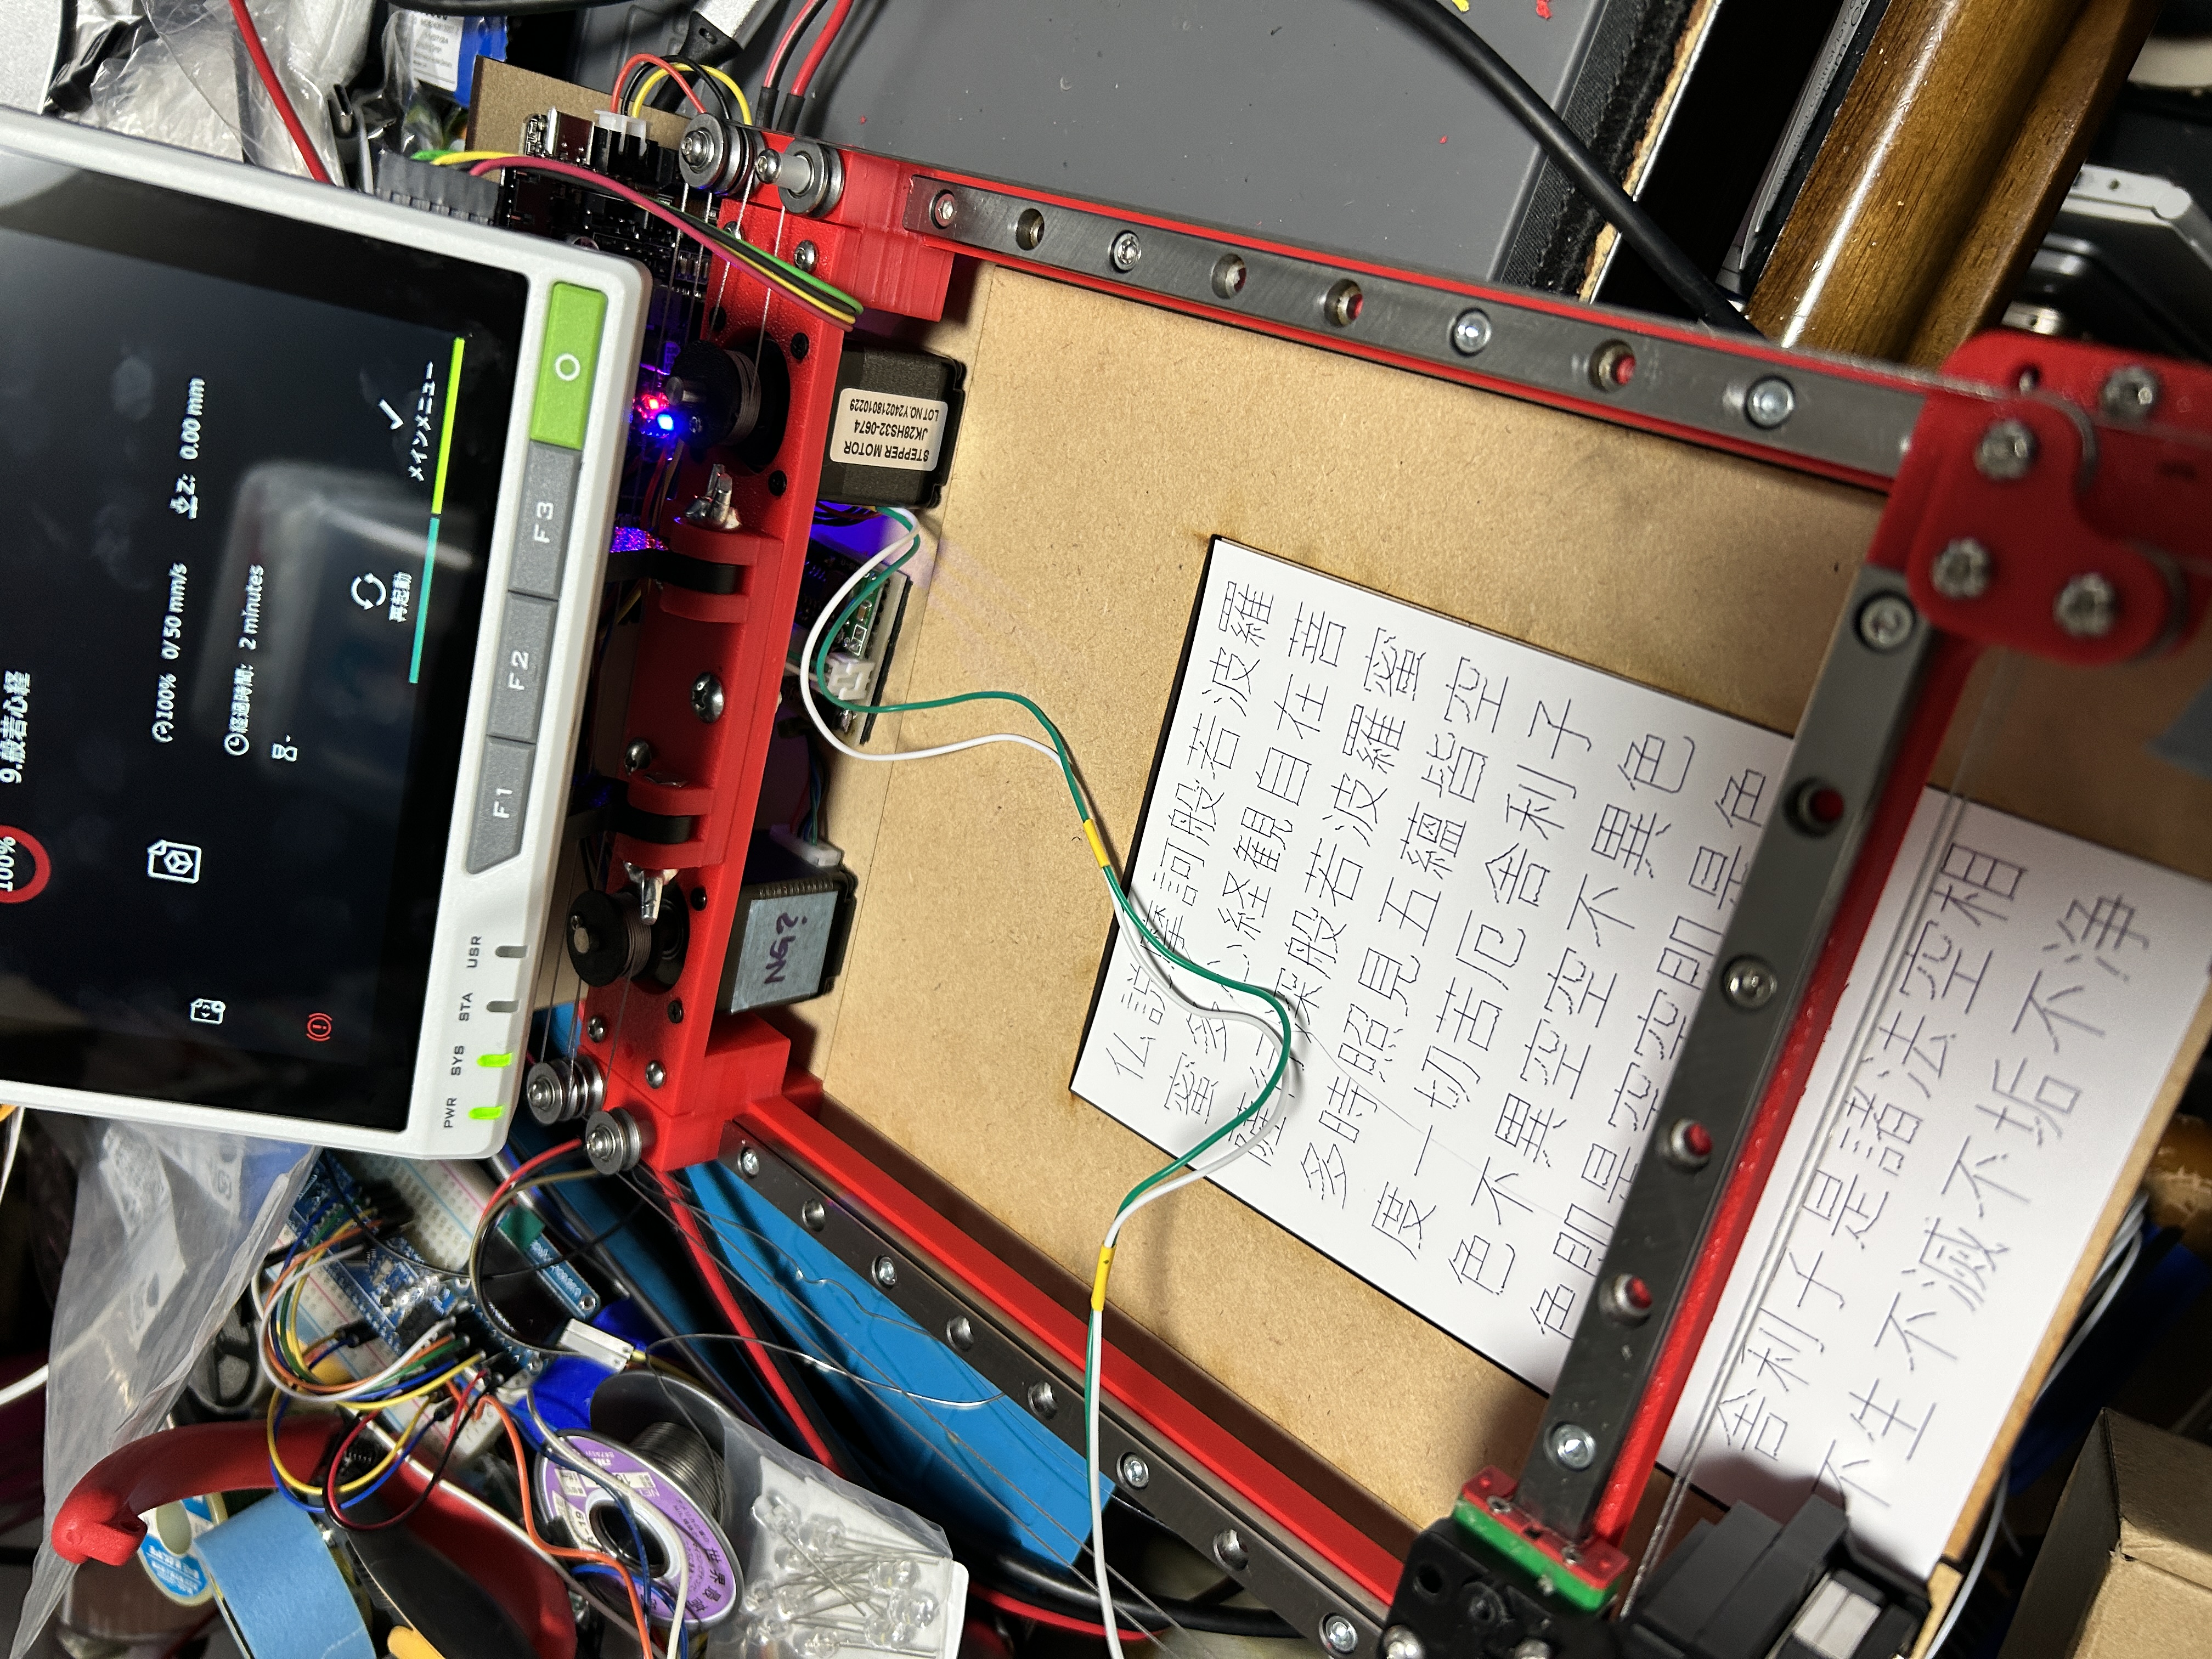 100%
9.般若心経
100% 0/ 50 mm/s Z: 0.00 mm
経過時間: 2 minutes
-
再起動
メインメニュー
PWR SYS STA USR
F1 F2 F3 O
NG?
STEPPER MOTOR
JK28HS32-0674
LOT NO.Y240218010229
仏説摩訶般若波羅
蜜多心経観自在菩
薩行深般若波羅蜜
多時照見五蘊皆空
度一切苦厄舎利子
色不異空空不異色
色即是空空即是色
舎利子是諸法空相
不生不滅不垢不浄